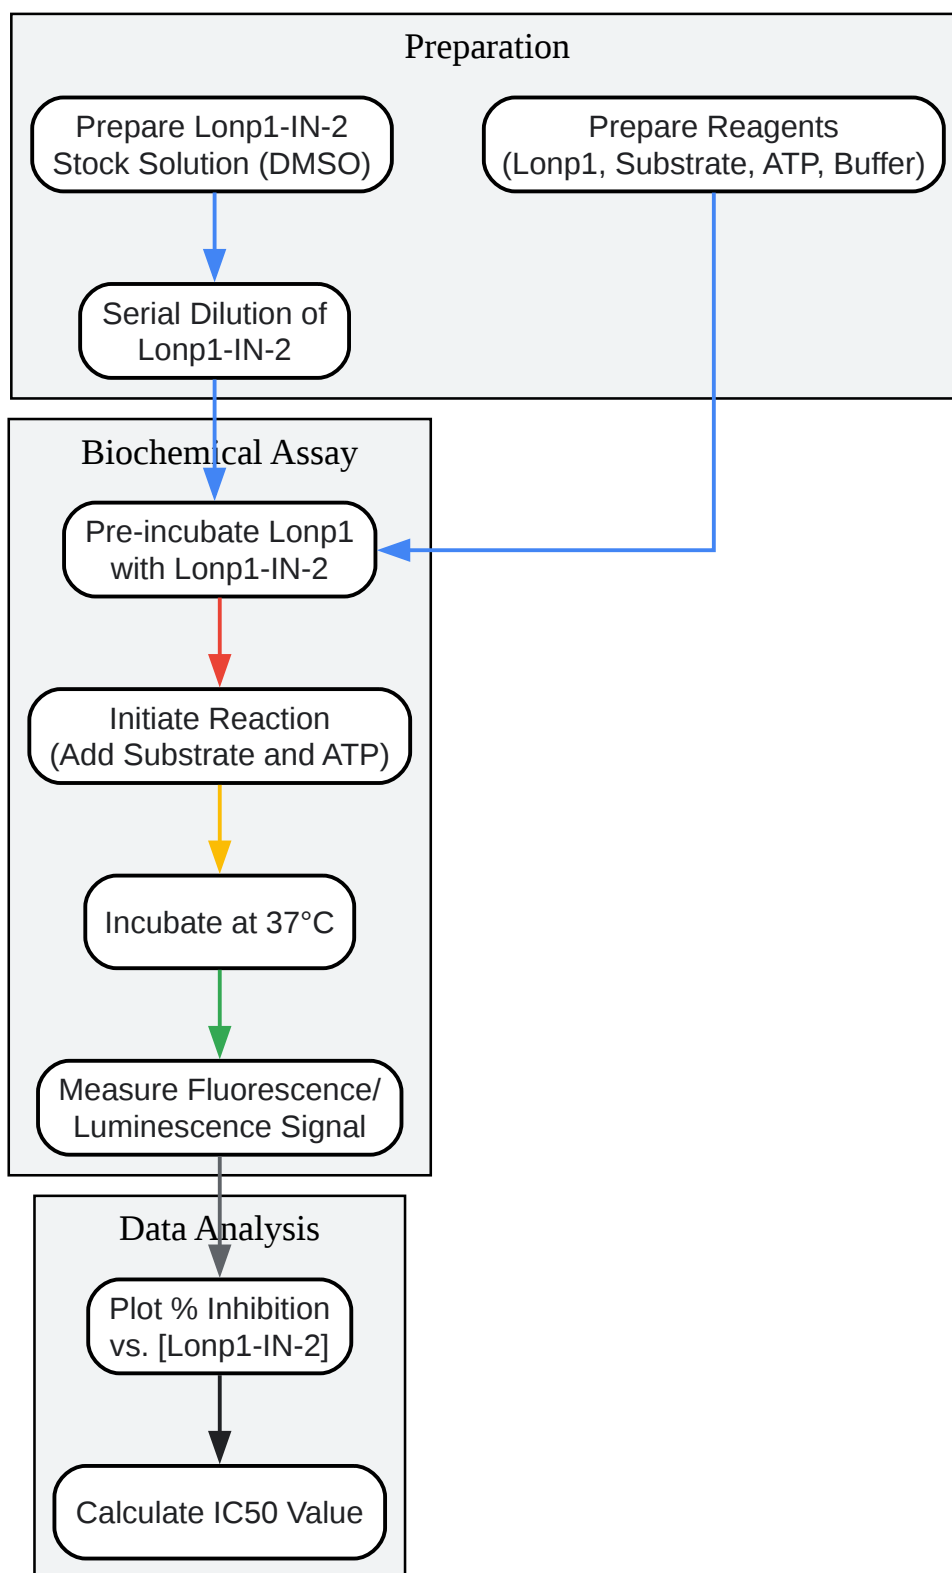 Preparation
Prepare Lonp1-IN-2
Stock Solution (DMSO)
Prepare Reagents
(Lonp1, Substrate, ATP, Buffer)
Serial Dilution of
Lonp1-IN-2
Biochemical Assay
Pre-incubate Lonp1
with Lonp1-IN-2
Initiate Reaction
(Add Substrate and ATP)
Incubate at 37°C
Measure Fluorescence/
Luminescence Signal
Data Analysis
Plot % Inhibition
vs. [Lonp1-IN-2]
Calculate IC50 Value